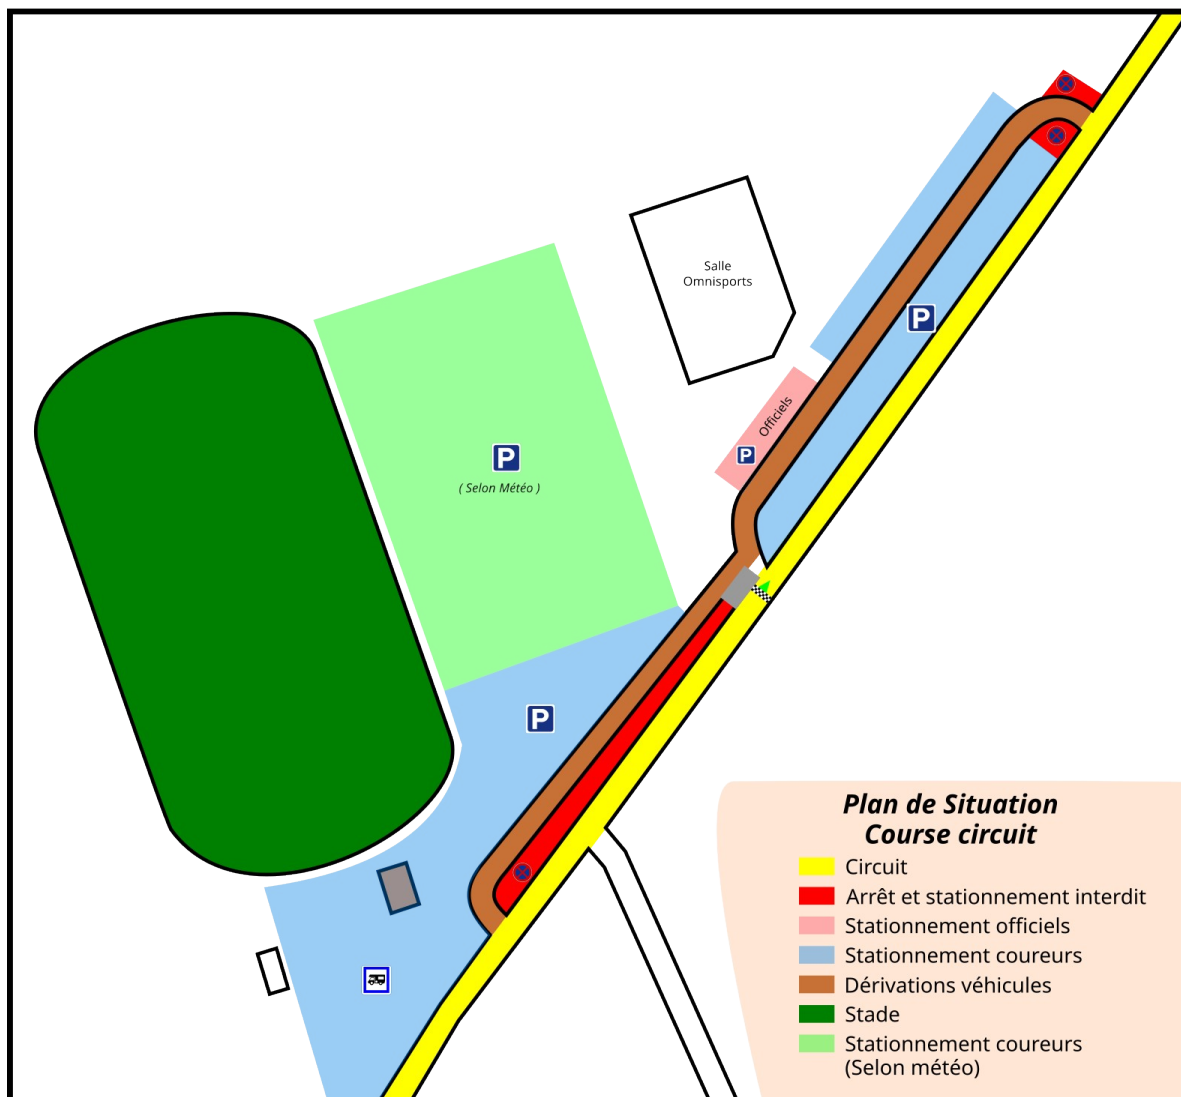 Salle
Omnisports
P
Officiels
P
P
( Selon Météo )
P
Plan de Situation
Course circuit
Circuit
Arrêt et stationnement interdit
Stationnement officiels
Stationnement coureurs
Dérivations véhicules
Stade
Stationnement coureurs
(Selon météo)